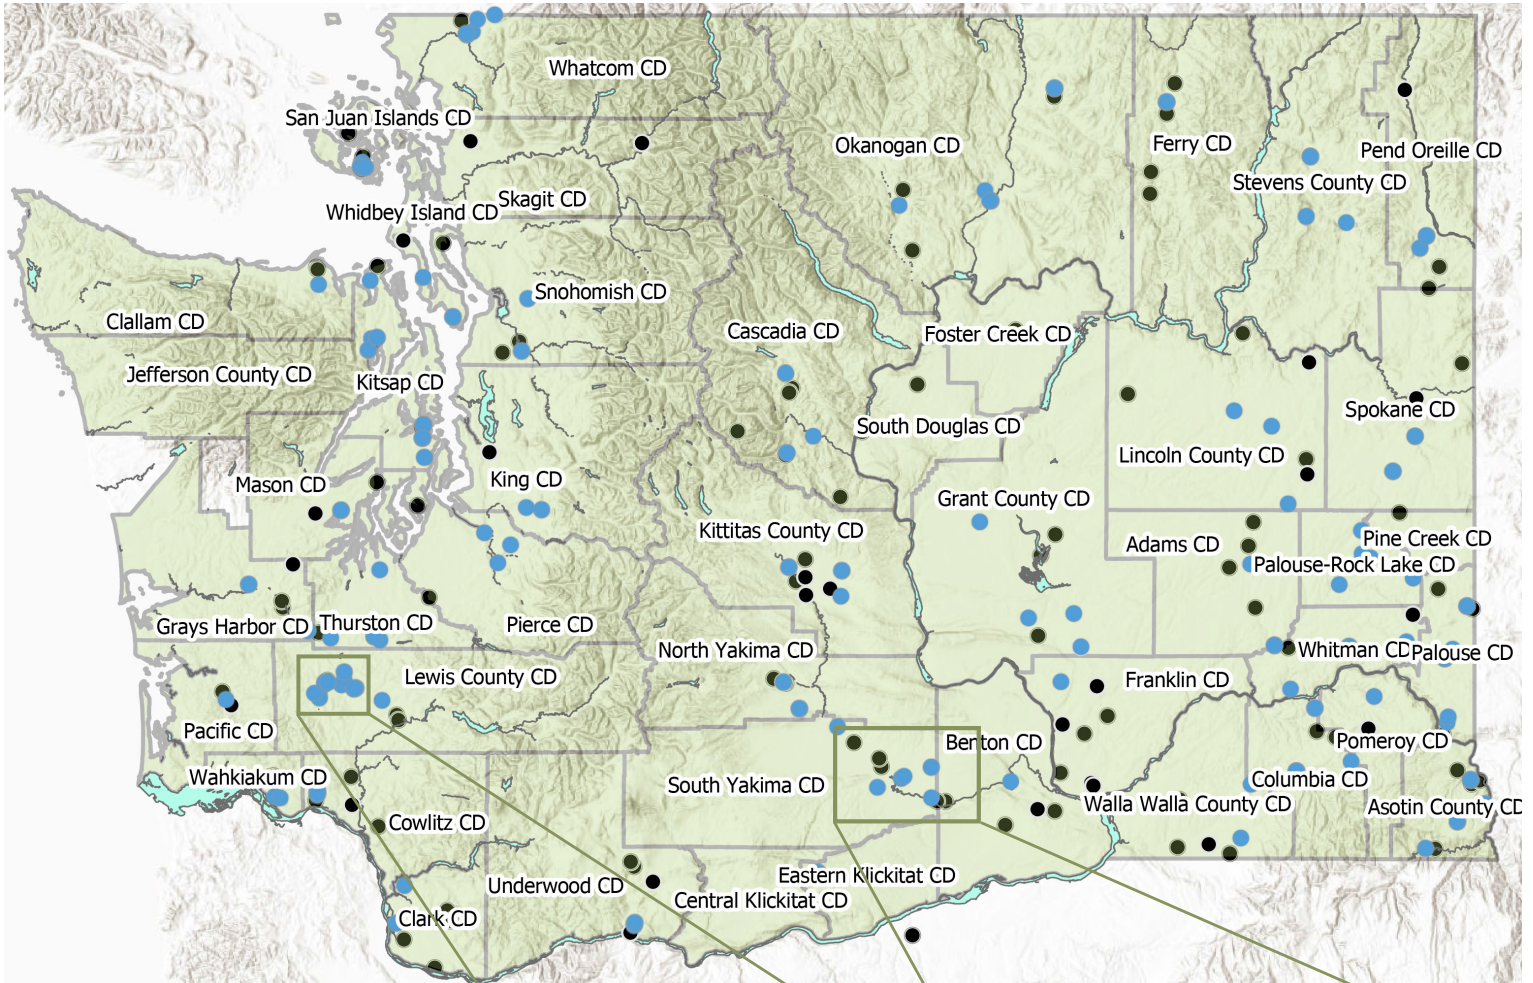 Whatcom CD
San Juan Islands CD
Okanogan CD
Ferry CD
Pend Oreille CD
Stevens County CD
Skagit CD
Whidbey Island CD
Snohomish CD
Clallam CD
Cascadia CD
Foster Creek CD
Jefferson County CD
Kitsap CD
Spokane CD
South Douglas CD
Lincoln County CD
King CD
Mason CD
Grant County CD
Kittitas County CD
Pine Creek CD
Adams CD
Palouse-Rock Lake CD
Grays Harbor CD
Thurston CD
Pierce CD
North Yakima CD
Whitman CD
Palouse CD
Lewis County CD
Franklin CD
Pacific CD
Benton CD
Pomeroy CD
Wahkiakum CD
South Yakima CD
Columbia CD
Walla Walla County CD
Asotin County CD
Cowlitz CD
Eastern Klickitat CD
Underwood CD
Central Klickitat CD
Clark CD